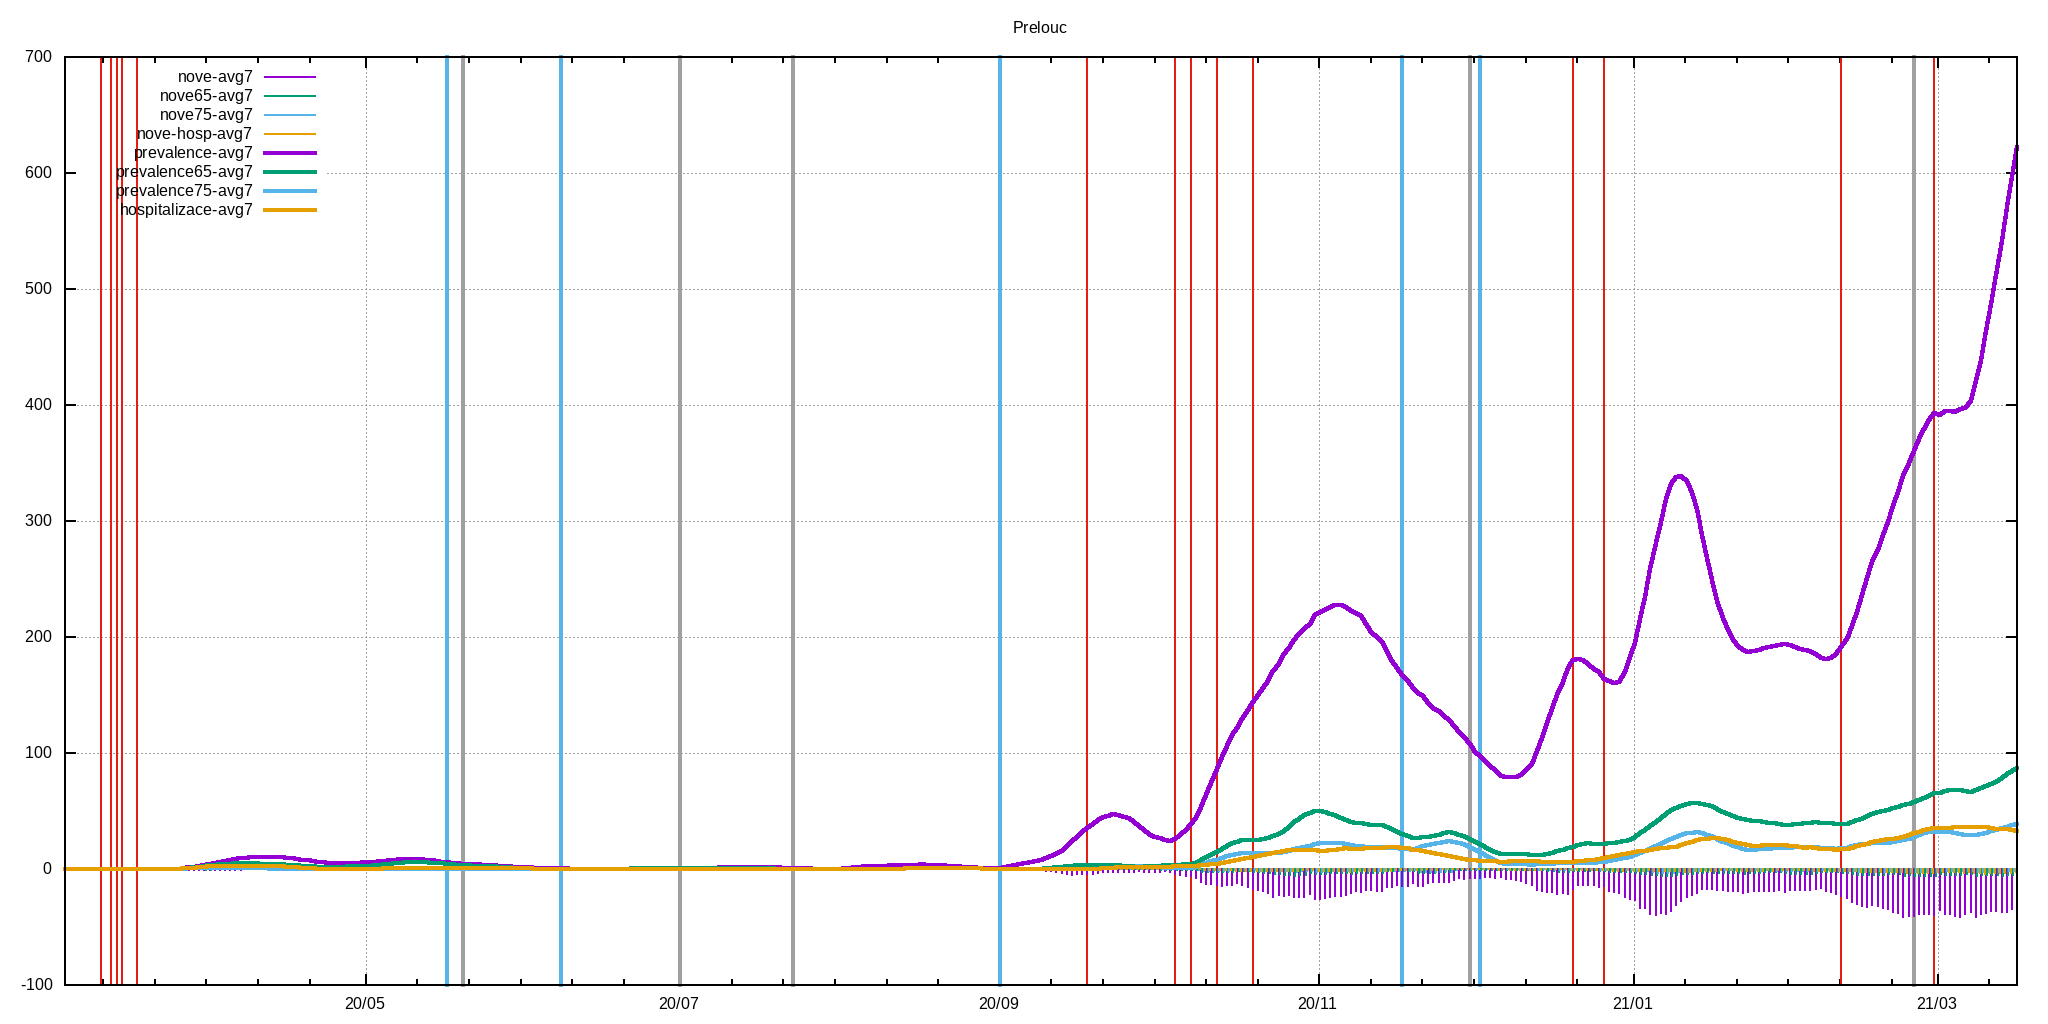 Prelouc
700
600
500
400
300
200
100
0
-100
nove-avg7
nove65-avg7
nove75-avg7
nove-hosp-avg7
prevalence-avg7
prevalence65-avg7
prevalence75-avg7
hospitalizace-avg7
20/05
20/07
20/09
20/11
21/01
21/03